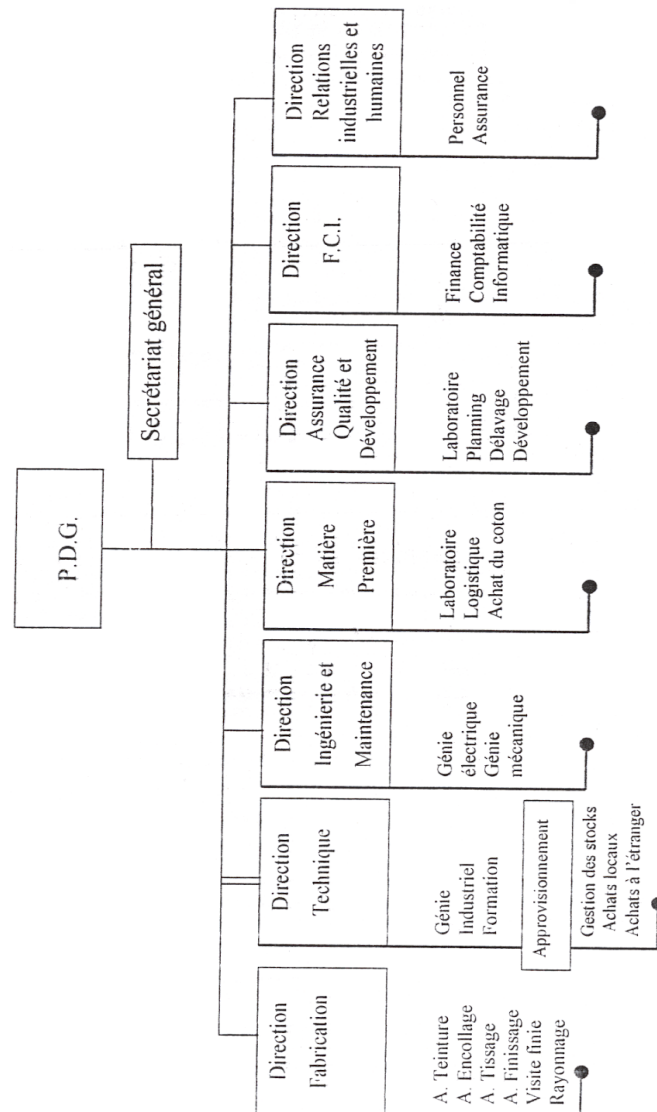 P.D.G.
Secrétariat général
Direction
Fabrication
A. Teinture
A. Encollage
A. Tissage
A. Finissage
Visite finie
Rayonnage
Direction
Technique
Génie
Industriel
Formation
Approvisionnement
Gestion des stocks
Achats locaux
Achats à l'étranger
Direction
Ingénierie et
Maintenance
Génie
électrique
Génie
mécanique
Direction
Matière
Première
Laboratoire
Logistique
Achat du coton
Direction
Assurance
Qualité et
Développement
Laboratoire
Planning
Délavage
Développement
Direction
F.C.I.
Finance
Comptabilité
Informatique
Direction
Relations
industrielles et
humaines
Personnel
Assurance